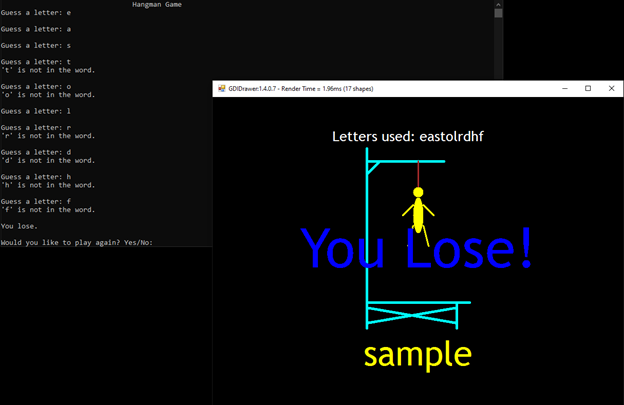 Hangman Game
Guess a letter: e
Guess a letter: a
Guess a letter: s
Guess a letter: t
't' is not in the word.
Guess a letter: o
'o' is not in the word.
Guess a letter: l
Guess a letter: r
'r' is not in the word.
Guess a letter: d
'd' is not in the word.
Guess a letter: h
'h' is not in the word.
Guess a letter: f
'f' is not in the word.
You lose.
Would you like to play again? Yes/No:
GDIDrawer:1.4.0.7 - Render Time = 1.96ms (17 shapes)
Letters used: eastolrdhf
You Lose!
sample